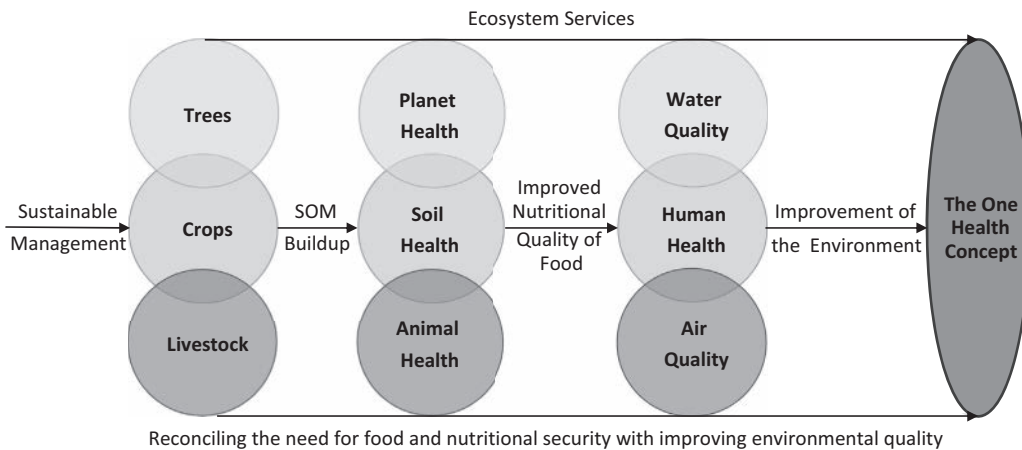 Ecosystem Services
Trees
Planet
Health
Water
Quality
Sustainable
Management
Crops
SOM
Buildup
Soil
Health
Improved
Nutritional
Quality of
Food
Human
Health
Improvement of
the Environment
The One
Health
Concept
Livestock
Animal
Health
Air
Quality
Reconciling the need for food and nutritional security with improving environmental quality